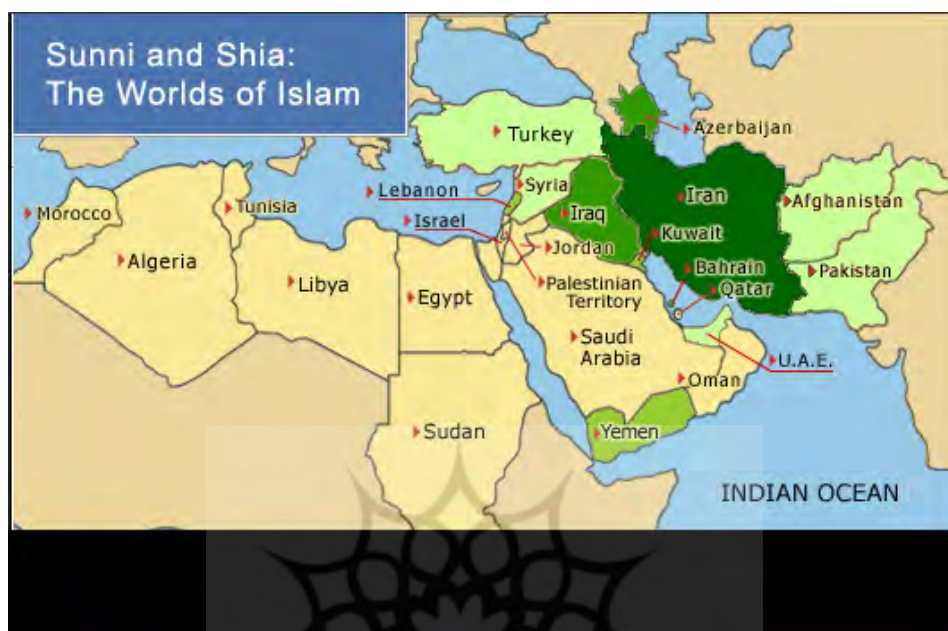 Sunni and Shia:
The Worlds of Islam
Azerbaijan
Turkey
Lebanon
Syria
Iran
Afghanistan
Morocco
Tunisia
Israel
Iraq
Kuwait
Algeria
Jordan
Bahrain
Pakistan
Libya
Egypt
Palestinian
Territory
Qatar
Saudi
Arabia
U.A.E.
Oman
Sudan
Yemen
INDIAN OCEAN